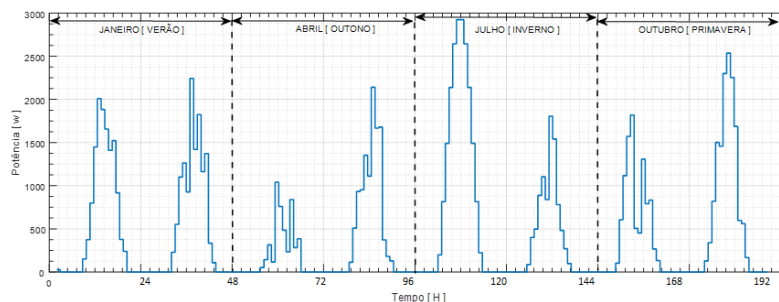 3000
JANEIRO [ VERÃO ]
ABRIL [ OUTONO ]
JULHO [ INVERNO ]
OUTUBRO [ PRIMAVERA ]
2500
2000
1500
1000
500
0
Potência [ w ]
0
24
48
72
96
120
144
168
192
Tempo [ H ]